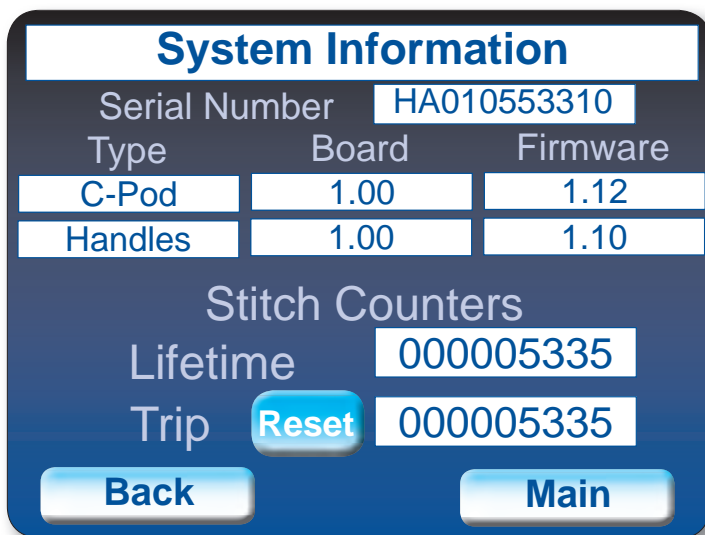 System Information
Serial Number HA010553310
Type Board Firmware
C-Pod 1.00 1.12
Handles 1.00 1.10
Stitch Counters
Lifetime 000005335
Trip Reset 000005335
Back Main